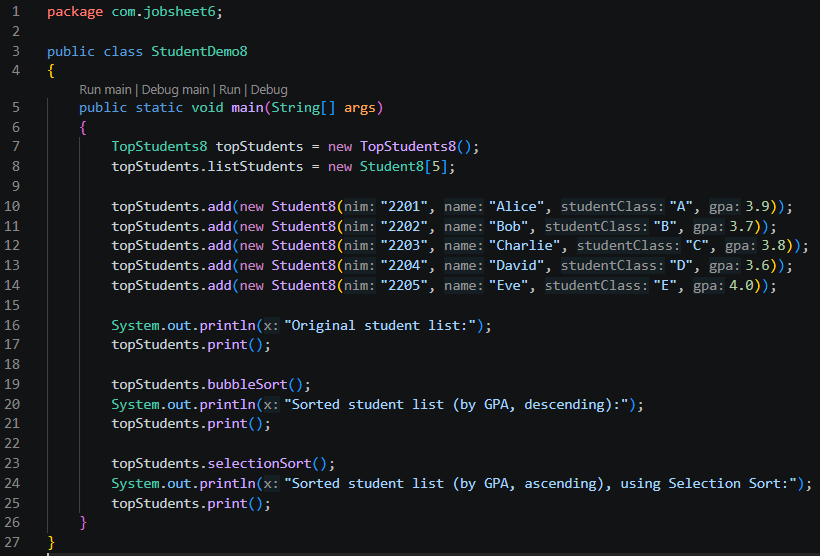 1 package com.jobsheet6;
2
3 public class StudentDemo8
4 {
Run main | Debug main | Run | Debug
5 public static void main(String[] args)
6 {
7 TopStudents8 topStudents = new TopStudents8();
8 topStudents.listStudents = new Student8[5];
9
10 topStudents.add(new Student8(nim: "2201", name: "Alice", studentClass: "A", gpa: 3.9));
11 topStudents.add(new Student8(nim: "2202", name: "Bob", studentClass: "B", gpa: 3.7));
12 topStudents.add(new Student8(nim: "2203", name: "Charlie", studentClass: "C", gpa: 3.8));
13 topStudents.add(new Student8(nim: "2204", name: "David", studentClass: "D", gpa: 3.6));
14 topStudents.add(new Student8(nim: "2205", name: "Eve", studentClass: "E", gpa: 4.0));
15
16 System.out.println(x: "Original student list:");
17 topStudents.print();
18
19 topStudents.bubbleSort();
20 System.out.println(x: "Sorted student list (by GPA, descending):");
21 topStudents.print();
22
23 topStudents.selectionSort();
24 System.out.println(x: "Sorted student list (by GPA, ascending), using Selection Sort:");
25 topStudents.print();
26 }
27 }